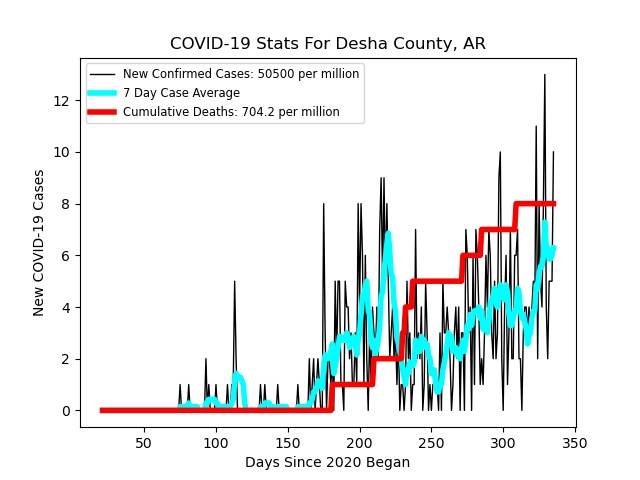 COVID-19 Stats For Desha County, AR
New Confirmed Cases: 50500 per million
7 Day Case Average
Cumulative Deaths: 704.2 per million
New COVID-19 Cases
12
10
8
6
4
2
0
50 100 150 200 250 300 350
Days Since 2020 Began